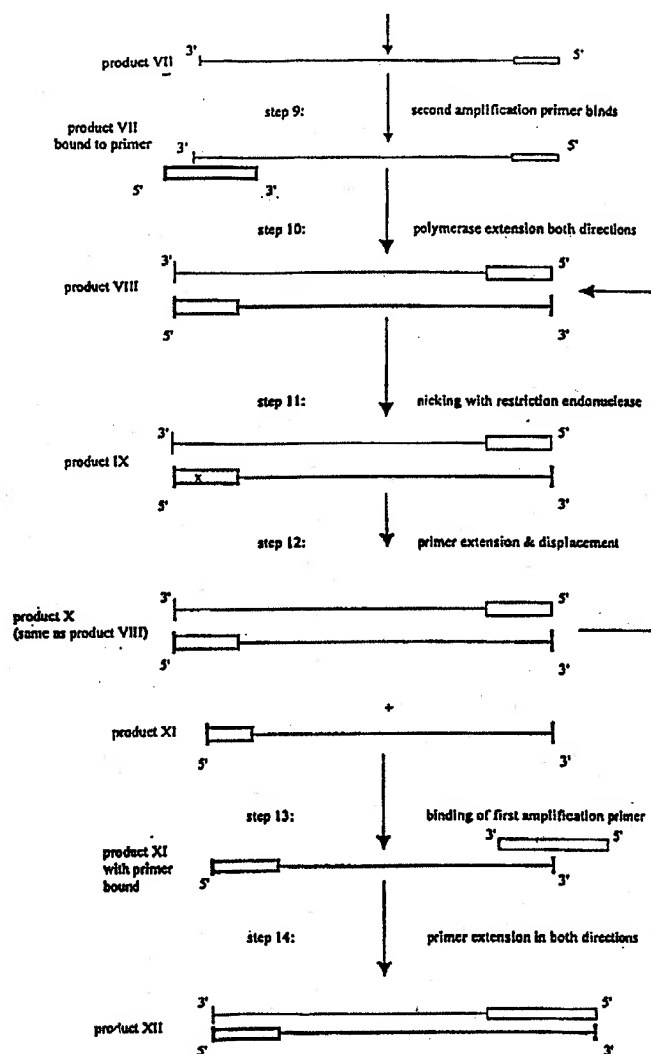 3' 5'
product VII
step 9: second amplification primer binds
product VII
bound to primer
3' 5'
5' 3'
step 10: polymerase extension both directions
3' 5'
product VIII
5' 3'
step 11: nicking with restriction endonuclease
3' 5'
product IX
x
5' 3'
step 12: primer extension & displacement
3' 5'
product X
(same as product VIII)
5' 3'
+
product XI
5' 3'
step 13: binding of first amplification primer
3' 5'
product XI
with primer
bound
5' 3'
step 14: primer extension in both directions
3' 5'
product XII
5' 3'